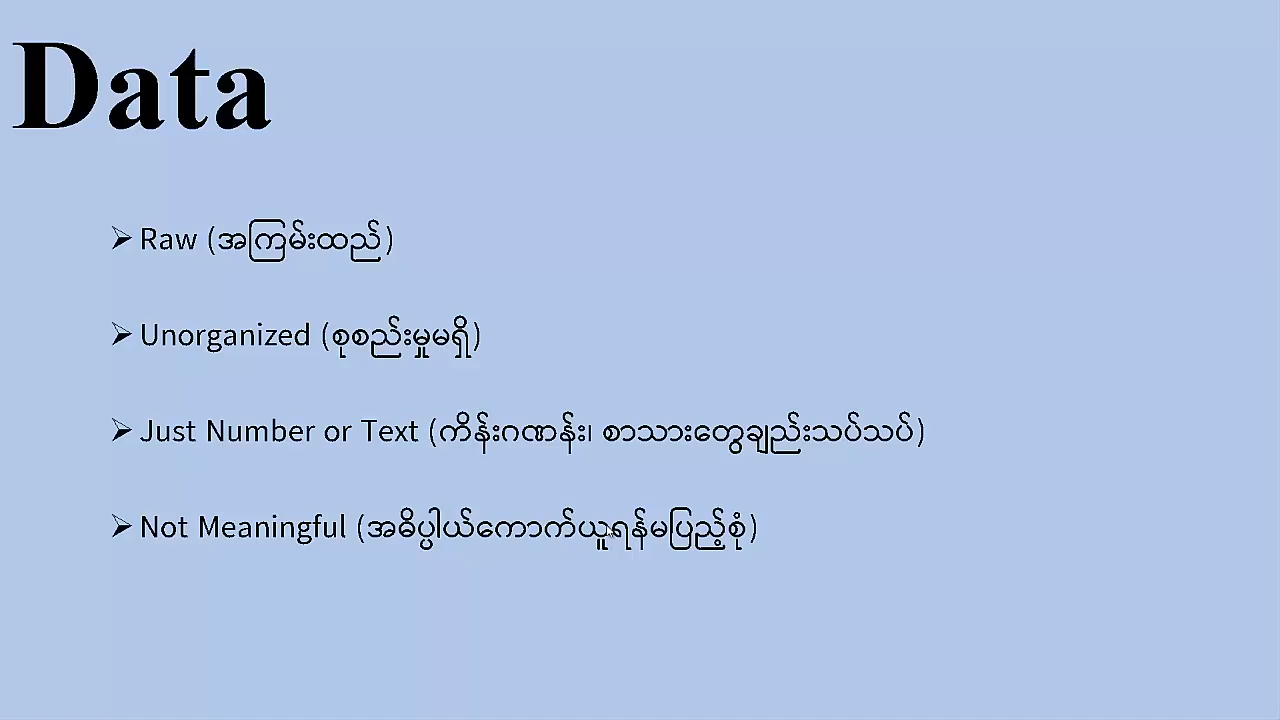 Data
➢ Raw (အကြမ်းထည်)
➢ Unorganized (စုစည်းမှုမရှိ)
➢ Just Number or Text (ကိန်းဂဏန်း၊ စာသားတွေချည်းသပ်သပ်)
➢ Not Meaningful (အဓိပ္ပါယ်ကောက်ယူရန်မပြည့်စုံ)